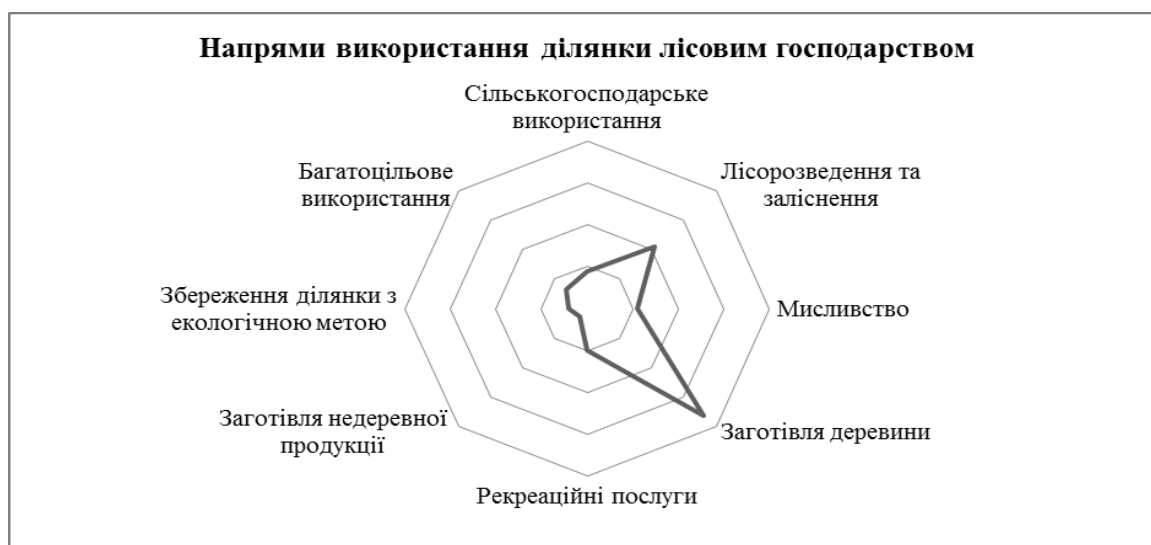 Напрями використання ділянки лісовим господарством
Сільськогосподарське
використання
Лісорозведення та
заліснення
Мисливство
Заготівля деревини
Рекреаційні послуги
Заготівля недеревної
продукції
Збереження ділянки з
екологічною метою
Багатоцільове
використання